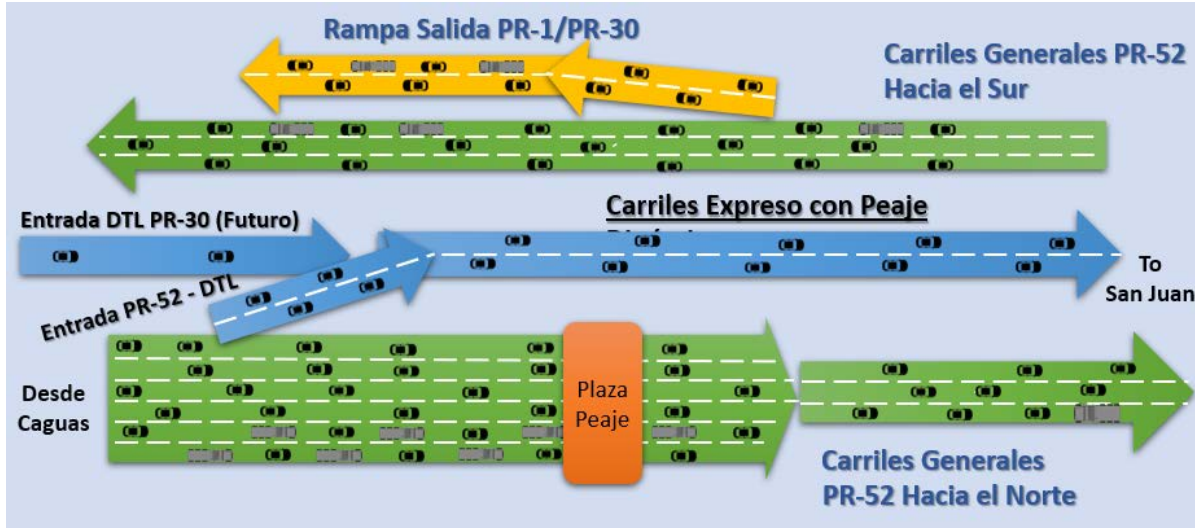 Rampa Salida PR-1/PR-30
Carriles Generales PR-52
Hacia el Sur
Entrada DTL PR-30 (Futuro)
Carriles Expreso con Peaje
Entrada PR-52 - DTL
To
San Juan
Desde
Caguas
Plaza
Peaje
Carriles Generales
PR-52 Hacia el Norte